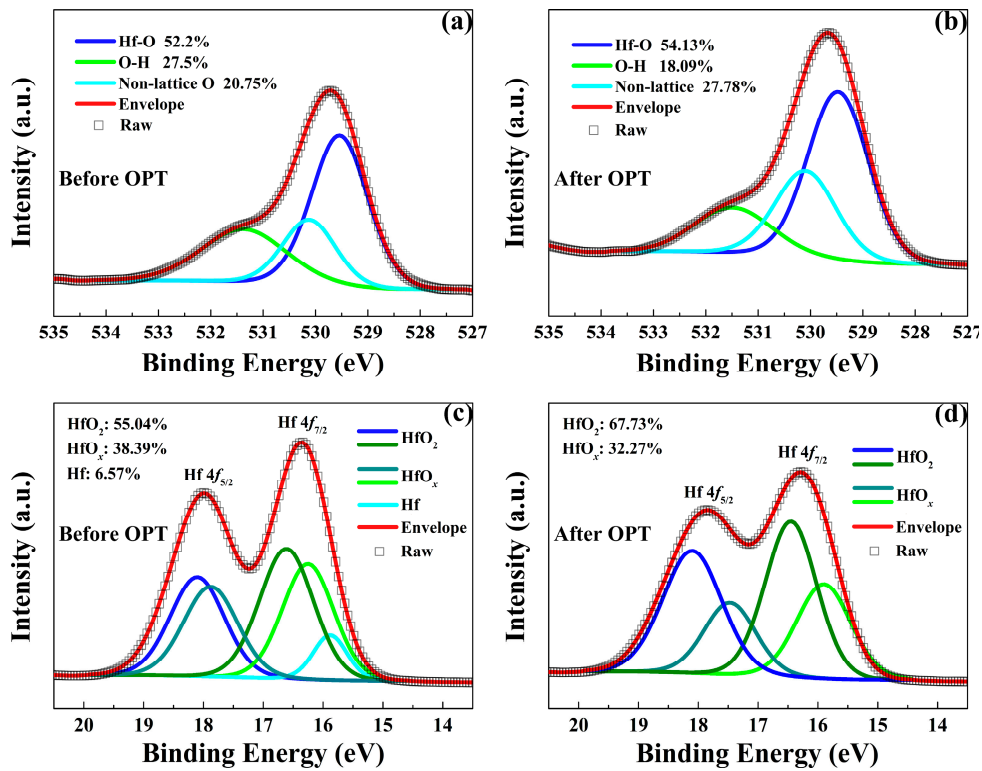 (a)
Hf-O 52.2%
O-H 27.5%
Non-lattice O 20.75%
Envelope
Raw
Before OPT
Intensity (a.u.)
535 534 533 532 531 530 529 528 527
Binding Energy (eV)
(b)
Hf-O 54.13%
O-H 18.09%
Non-lattice 27.78%
Envelope
Raw
After OPT
Intensity (a.u.)
535 534 533 532 531 530 529 528 527
Binding Energy (eV)
(c)
HfO2: 55.04%
HfOx: 38.39%
Hf: 6.57%
Hf 4f5/2
Hf 4f7/2
HfO2
HfOx
Hf
Envelope
Raw
Before OPT
Intensity (a.u.)
20 19 18 17 16 15 14
Binding Energy (eV)
(d)
HfO2: 67.73%
HfOx: 32.27%
Hf 4f5/2
Hf 4f7/2
HfO2
HfOx
Envelope
Raw
After OPT
Intensity (a.u.)
20 19 18 17 16 15 14
Binding Energy (eV)